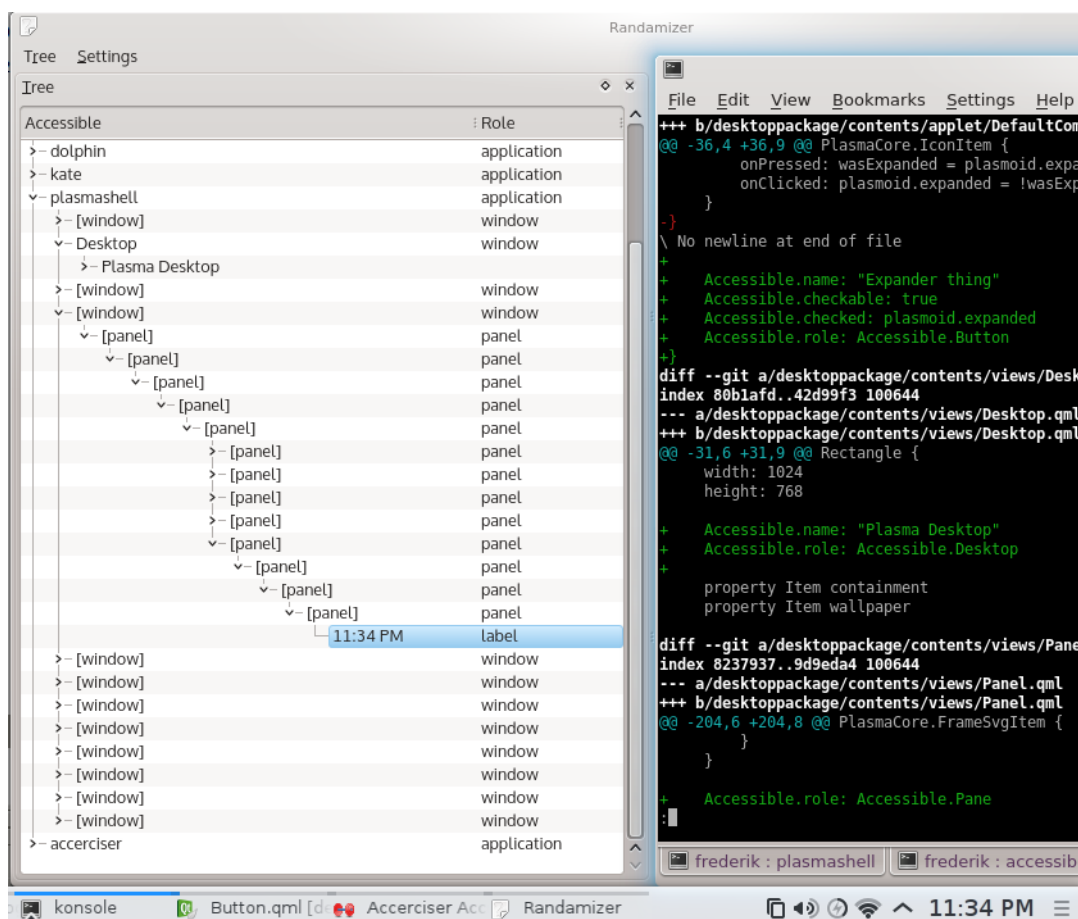 Randamizer
Tree Settings
Tree
Accessible Role
dolphin application
kate application
plasmashell application
[window] window
Desktop window
Plasma Desktop
[window] window
[window] window
[panel] panel
[panel] panel
[panel] panel
[panel] panel
[panel] panel
[panel] panel
[panel] panel
[panel] panel
[panel] panel
[panel] panel
[panel] panel
[panel] panel
[panel] panel
11:34 PM label
[window] window
[window] window
[window] window
[window] window
[window] window
[window] window
[window] window
[window] window
accerciser application
File Edit View Bookmarks Settings Help
+++ b/desktoppackage/contents/applet/DefaultCom
@@ -36,4 +36,9 @@ PlasmaCore.IconItem {
onPressed: wasExpanded = plasmoid.expa
onClicked: plasmoid.expanded = !wasExp
}
-}
\ No newline at end of file
+
+ Accessible.name: "Expander thing"
+ Accessible.checkable: true
+ Accessible.checked: plasmoid.expanded
+ Accessible.role: Accessible.Button
+}
diff --git a/desktoppackage/contents/views/Desk
index 80b1afd..42d99f3 100644
--- a/desktoppackage/contents/views/Desktop.qml
+++ b/desktoppackage/contents/views/Desktop.qml
@@ -31,6 +31,9 @@ Rectangle {
width: 1024
height: 768
+ Accessible.name: "Plasma Desktop"
+ Accessible.role: Accessible.Desktop
+
property Item containment
property Item wallpaper
diff --git a/desktoppackage/contents/views/Pane
index 8237937..9d9eda4 100644
--- a/desktoppackage/contents/views/Panel.qml
+++ b/desktoppackage/contents/views/Panel.qml
@@ -204,6 +204,8 @@ PlasmaCore.FrameSvgItem {
}
}
+ Accessible.role: Accessible.Pane
:
frederik : plasmashell frederik : accessib
konsole Button.qml [de Accerciser Acc Randamizer 11:34 PM